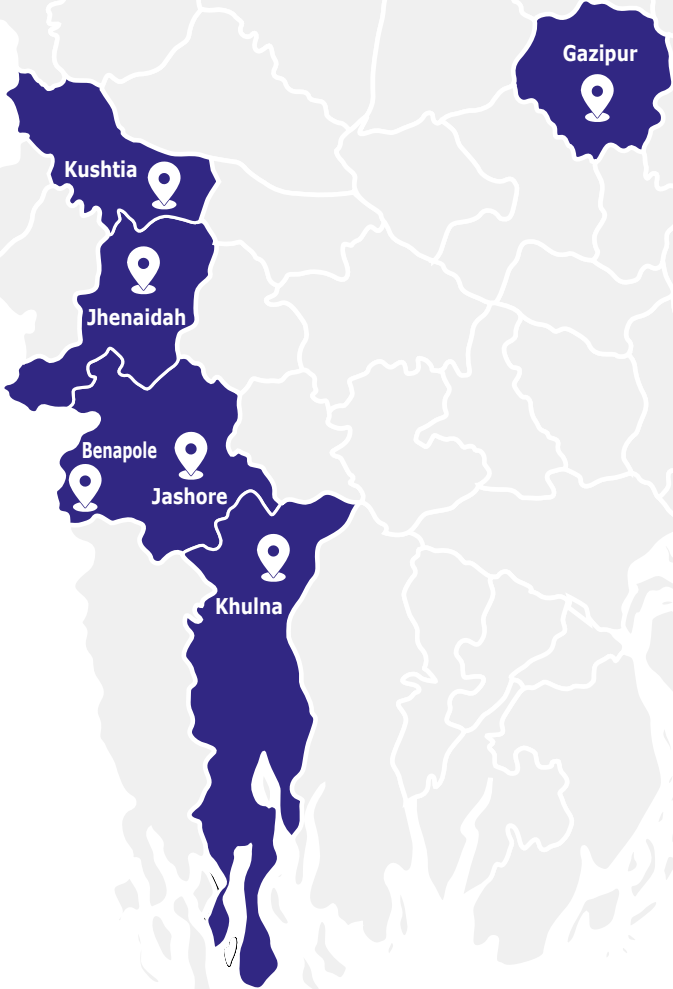 Gazipur
Kushtia
Jhenaidah
Benapole
Jashore
Khulna